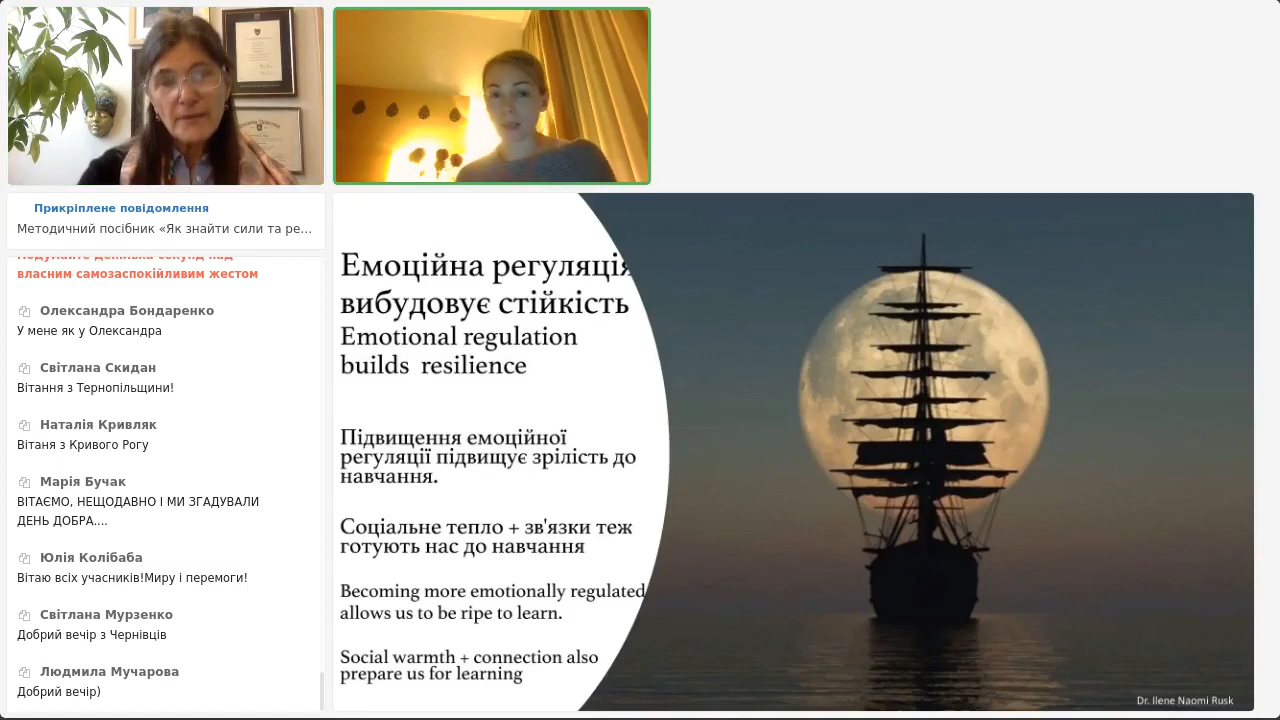 Прикріплене повідомлення
Методичний посібник «Як знайти сили та ре...
Подумайте декілька секунд над
власним самозаспокійливим жестом
Олександра Бондаренко
У мене як у Олександра
Світлана Скидан
Вітання з Тернопільщини!
Наталія Кривляк
Вітаня з Кривого Рогу
Марія Бучак
ВІТАЄМО, НЕЩОДАВНО І МИ ЗГАДУВАЛИ
ДЕНЬ ДОБРА....
Юлія Колібаба
Вітаю всіх учасників!Миру і перемоги!
Світлана Мурзенко
Добрий вечір з Чернівців
Людмила Мучарова
Добрий вечір)
Емоційна регуляція
вибудовує стійкість
Emotional regulation
builds resilience
Підвищення емоційної
регуляції підвищує зрілість до
навчання.
Соціальне тепло + зв'язки теж
готують нас до навчання
Becoming more emotionally regulated
allows us to be ripe to learn.
Social warmth + connection also
prepare us for learning
Dr. Ilene Naomi Rusk